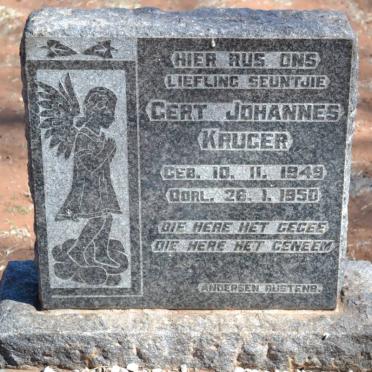 HIER RUS ONS
LIEFLING SEUNTJIE
GERT JOHANNES
KRUGER
GEB. 10. 11. 1949
OORL. 26. 1. 1950
DIE HERE HET GEGEE
DIE HERE HET GENEEM
ANDERSEN RUSTENB.